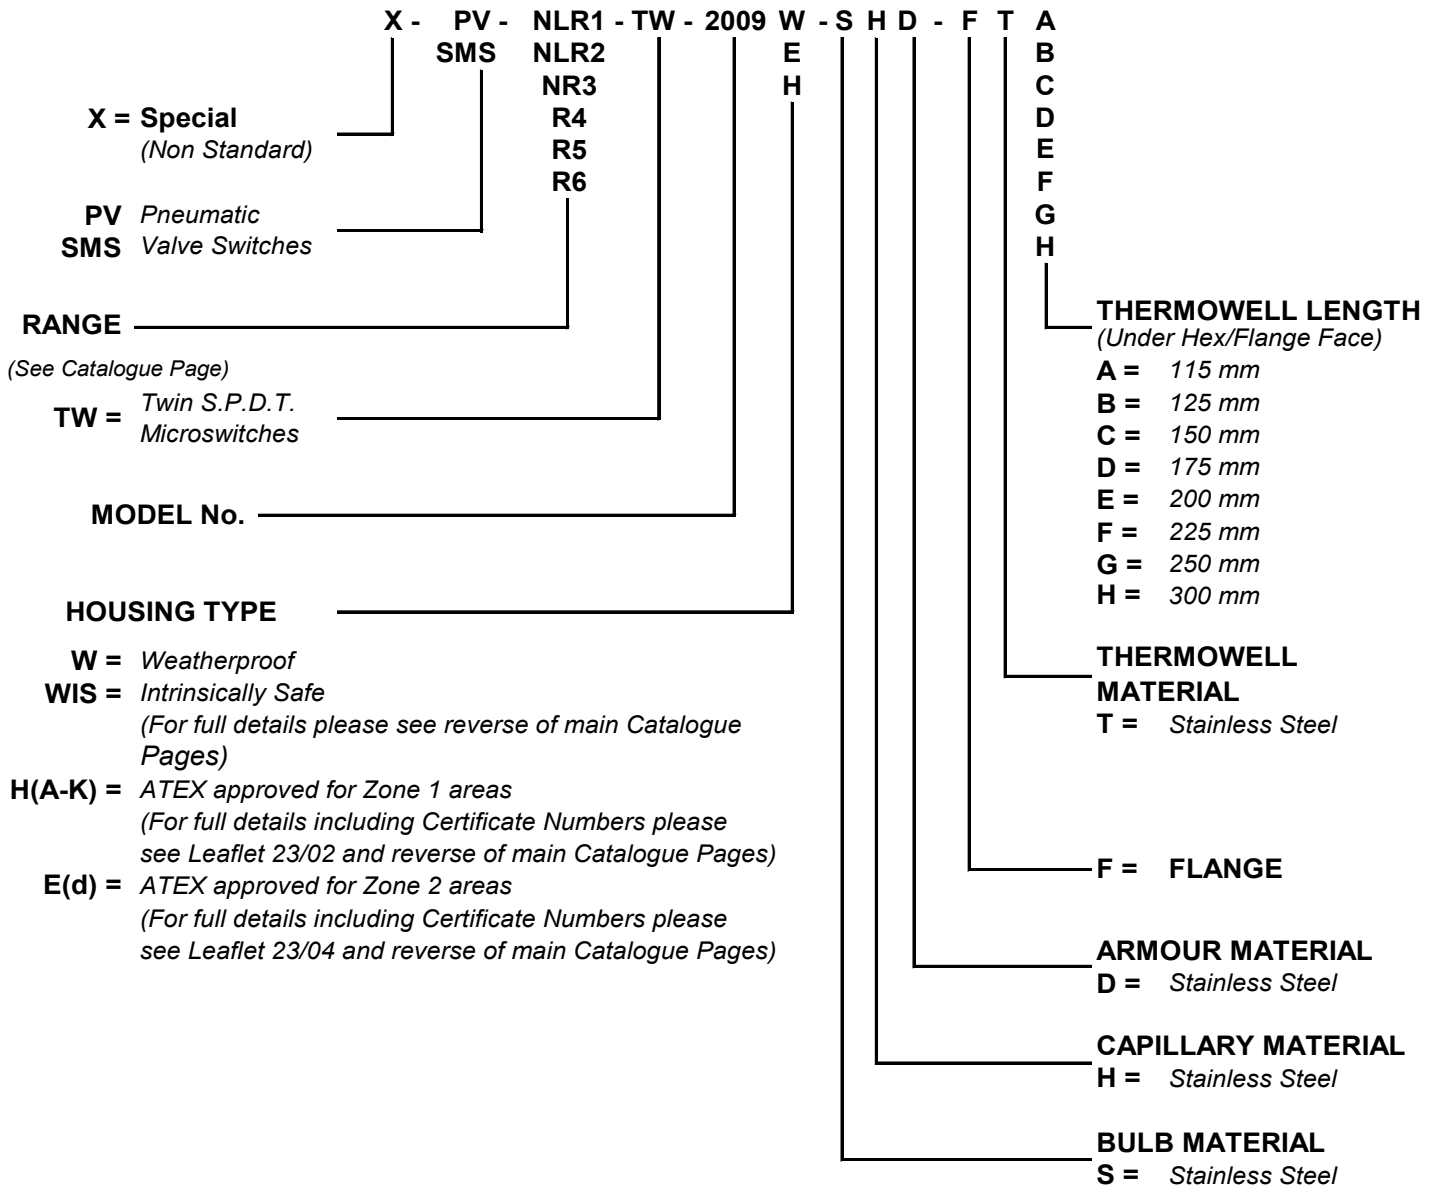 X - PV - NLR1 - TW - 2009 W - S H D - F T A
SMS NLR2 E B
NR3 H C
R4 D
R5 E
R6 F
G
H
X = Special
(Non Standard)
PV Pneumatic
SMS Valve Switches
RANGE
(See Catalogue Page)
TW = Twin S.P.D.T.
Microswitches
MODEL No.
HOUSING TYPE
W = Weatherproof
WIS = Intrinsically Safe
(For full details please see reverse of main Catalogue
Pages)
H(A-K) = ATEX approved for Zone 1 areas
(For full details including Certificate Numbers please
see Leaflet 23/02 and reverse of main Catalogue Pages)
E(d) = ATEX approved for Zone 2 areas
(For full details including Certificate Numbers please
see Leaflet 23/04 and reverse of main Catalogue Pages)
THERMOWELL LENGTH
(Under Hex/Flange Face)
A = 115 mm
B = 125 mm
C = 150 mm
D = 175 mm
E = 200 mm
F = 225 mm
G = 250 mm
H = 300 mm
THERMOWELL
MATERIAL
T = Stainless Steel
F = FLANGE
ARMOUR MATERIAL
D = Stainless Steel
CAPILLARY MATERIAL
H = Stainless Steel
BULB MATERIAL
S = Stainless Steel